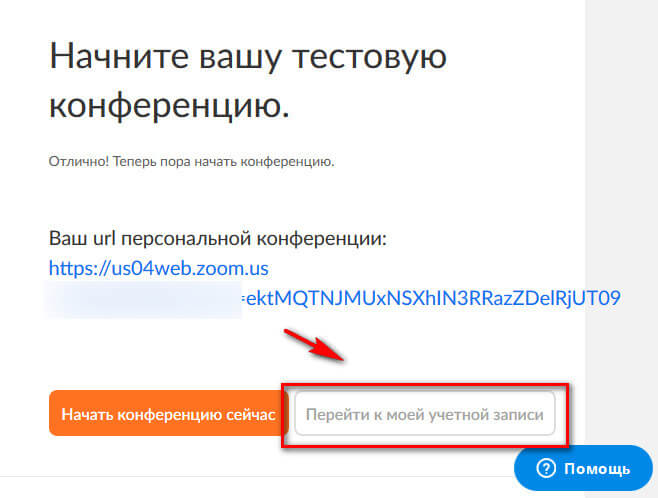 Начните вашу тестовую
конференцию.
Отлично! Теперь пора начать конференцию.
Ваш url персональной конференции:
https://us04web.zoom.us
=ektMQTNJMUxNSXhIN3RRazZDelRjUT09
Начать конференцию сейчас
Перейти к моей учетной записи
Помощь